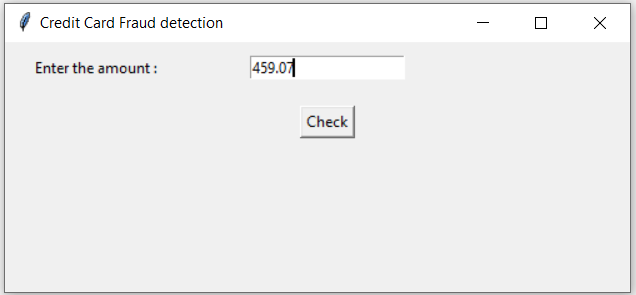 Credit Card Fraud detection
Enter the amount : 459.07
Check